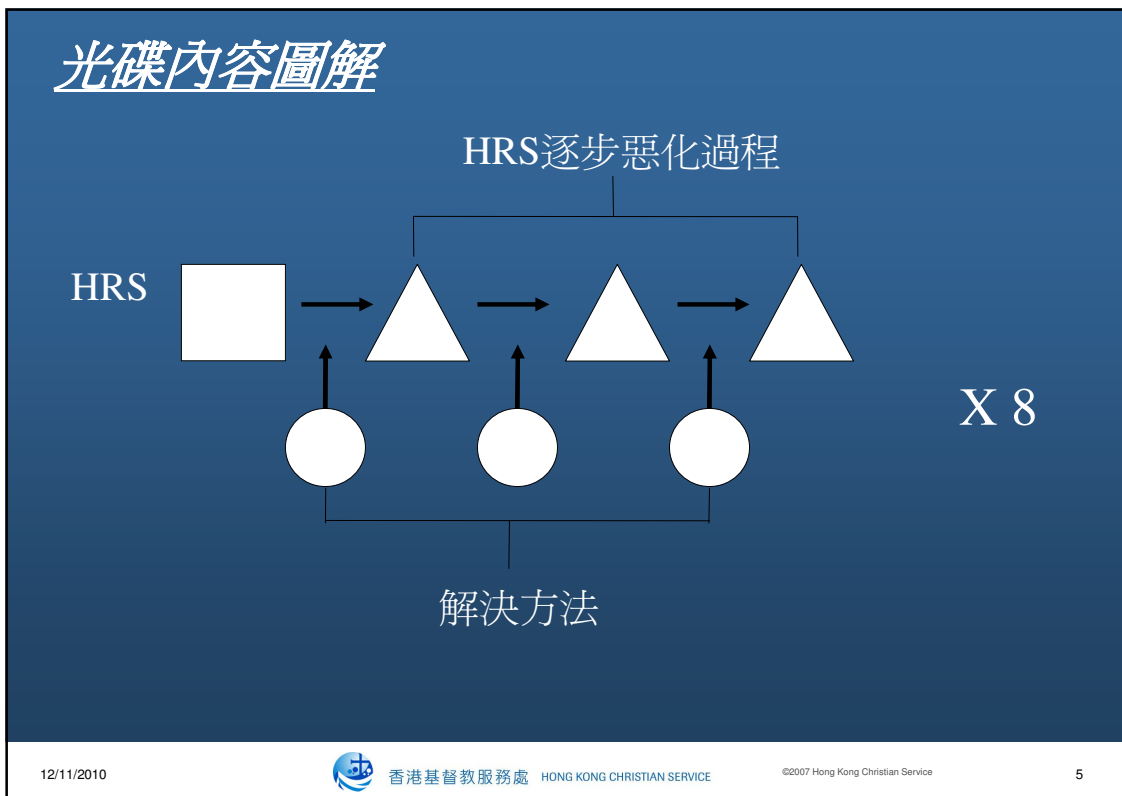 光碟內容圖解
HRS逐步惡化過程
HRS
X 8
解決方法
12/11/2010
香港基督教服務處 HONG KONG CHRISTIAN SERVICE
©2007 Hong Kong Christian Service
5